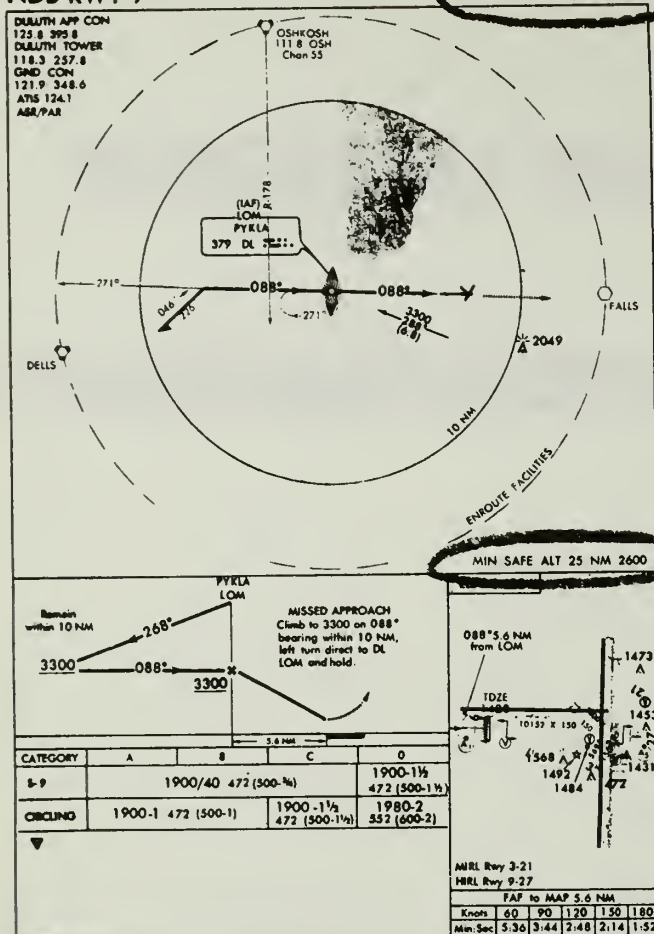 DULUTH APP CON
125.8 395.8
DULUTH TOWER
118.3 257.8
GND CON
121.9 348.6
ATIS 124.1
ASR/PAR
OSHKOSH
111.8 OSH
Chan 55
R-178
(IAF)
LOM
PYKLA
379 DL
271°
088°
088°
046°
226°
271°
3300
288
(6.8)
FALLS
2049
DELLS
10 NM
ENROUTE FACILITIES
MIN SAFE ALT 25 NM 2600
PYKLA
LOM
Remain
within 10 NM
268°
3300
088°
3300
MISSED APPROACH
Climb to 3300 on 088°
bearing within 10 NM,
left turn direct to DL
LOM and hold.
5.6 NM
088° 5.6 NM
from LOM
TDZE
10152 X 150
1473
1453
1568
1492
1484
1431
CATEGORY A B C D
S-9 1900/40 472 (500-¾) 1900-1½
472 (500-1½)
CIRCLING 1900-1 472 (500-1) 1900-1½
472 (500-1½) 1980-2
552 (600-2)
MIRL Rwy 3-21
HIRL Rwy 9-27
FAF to MAP 5.6 NM
Knots 60 90 120 150 180
Min:Sec 5:36 3:44 2:48 2:14 1:52